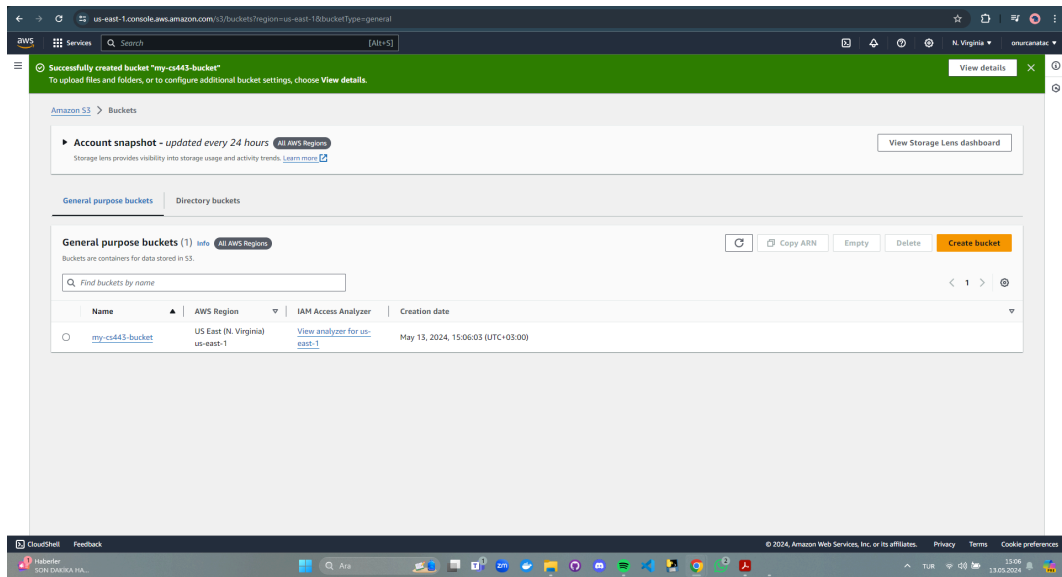 us-east-1.console.aws.amazon.com/s3/buckets?region=us-east-1&bucketType=general
aws
Services
Search
[Alt+S]
N. Virginia
onurcanatac
Successfully created bucket "my-cs443-bucket"
To upload files and folders, or to configure additional bucket settings, choose View details.
View details
Amazon S3 > Buckets
Account snapshot - updated every 24 hours All AWS Regions
Storage lens provides visibility into storage usage and activity trends. Learn more
View Storage Lens dashboard
General purpose buckets
Directory buckets
General purpose buckets (1) Info All AWS Regions
Buckets are containers for data stored in S3.
Copy ARN
Empty
Delete
Create bucket
Find buckets by name
1
Name
AWS Region
IAM Access Analyzer
Creation date
my-cs443-bucket
US East (N. Virginia)
us-east-1
View analyzer for us-
east-1
May 13, 2024, 15:06:03 (UTC+03:00)
CloudShell
Feedback
© 2024, Amazon Web Services, Inc. or its affiliates.
Privacy
Terms
Cookie preferences
Haberler
SON DAKİKA HA...
Ara
TUR
15:06
13.05.2024